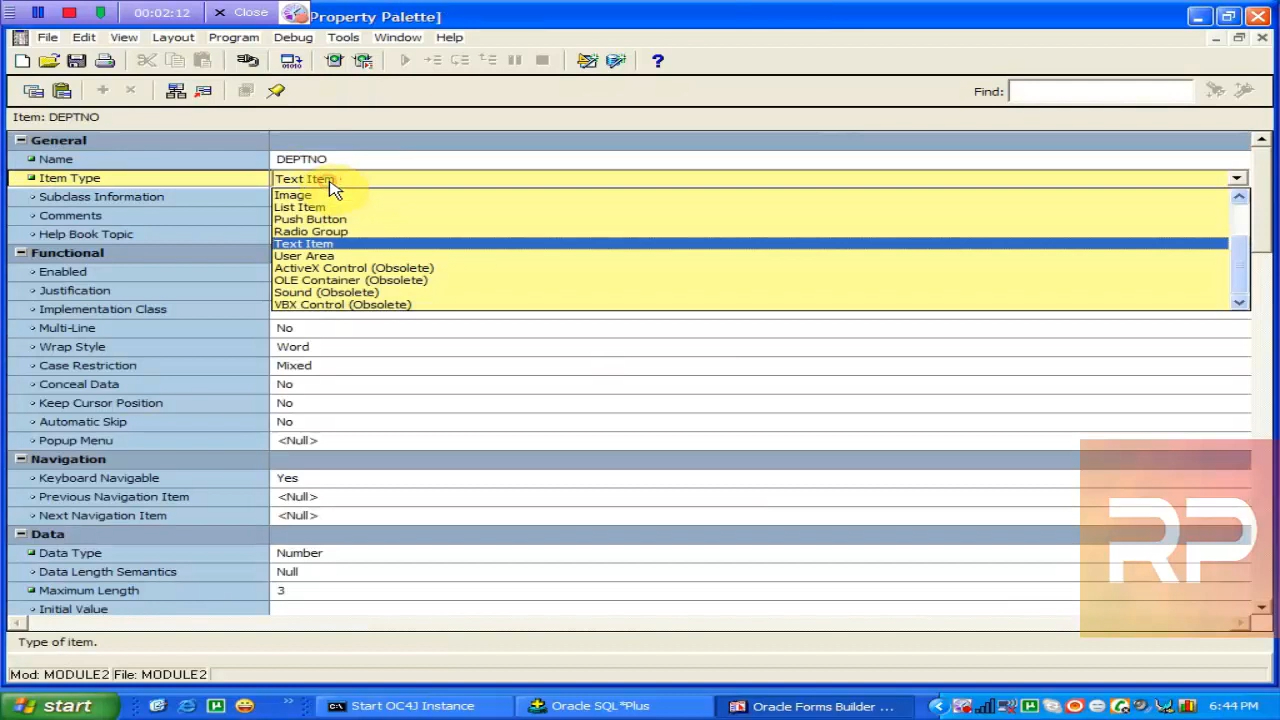 00:02:12 Close Property Palette]
File Edit View Layout Program Debug Tools Window Help
Find:
Item: DEPTNO
General
Name DEPTNO
Item Type Text Item
Subclass Information
Comments
Help Book Topic
Image
List Item
Push Button
Radio Group
Text Item
User Area
ActiveX Control (Obsolete)
OLE Container (Obsolete)
Sound (Obsolete)
VBX Control (Obsolete)
Functional
Enabled
Justification
Implementation Class
Multi-Line No
Wrap Style Word
Case Restriction Mixed
Conceal Data No
Keep Cursor Position No
Automatic Skip No
Popup Menu <Null>
Navigation
Keyboard Navigable Yes
Previous Navigation Item <Null>
Next Navigation Item <Null>
Data
Data Type Number
Data Length Semantics Null
Maximum Length 3
Initial Value
RP
Type of item.
Mod: MODULE2 File: MODULE2
start Start OC4J Instance Oracle SQL*Plus Oracle Forms Builder ... 6:44 PM